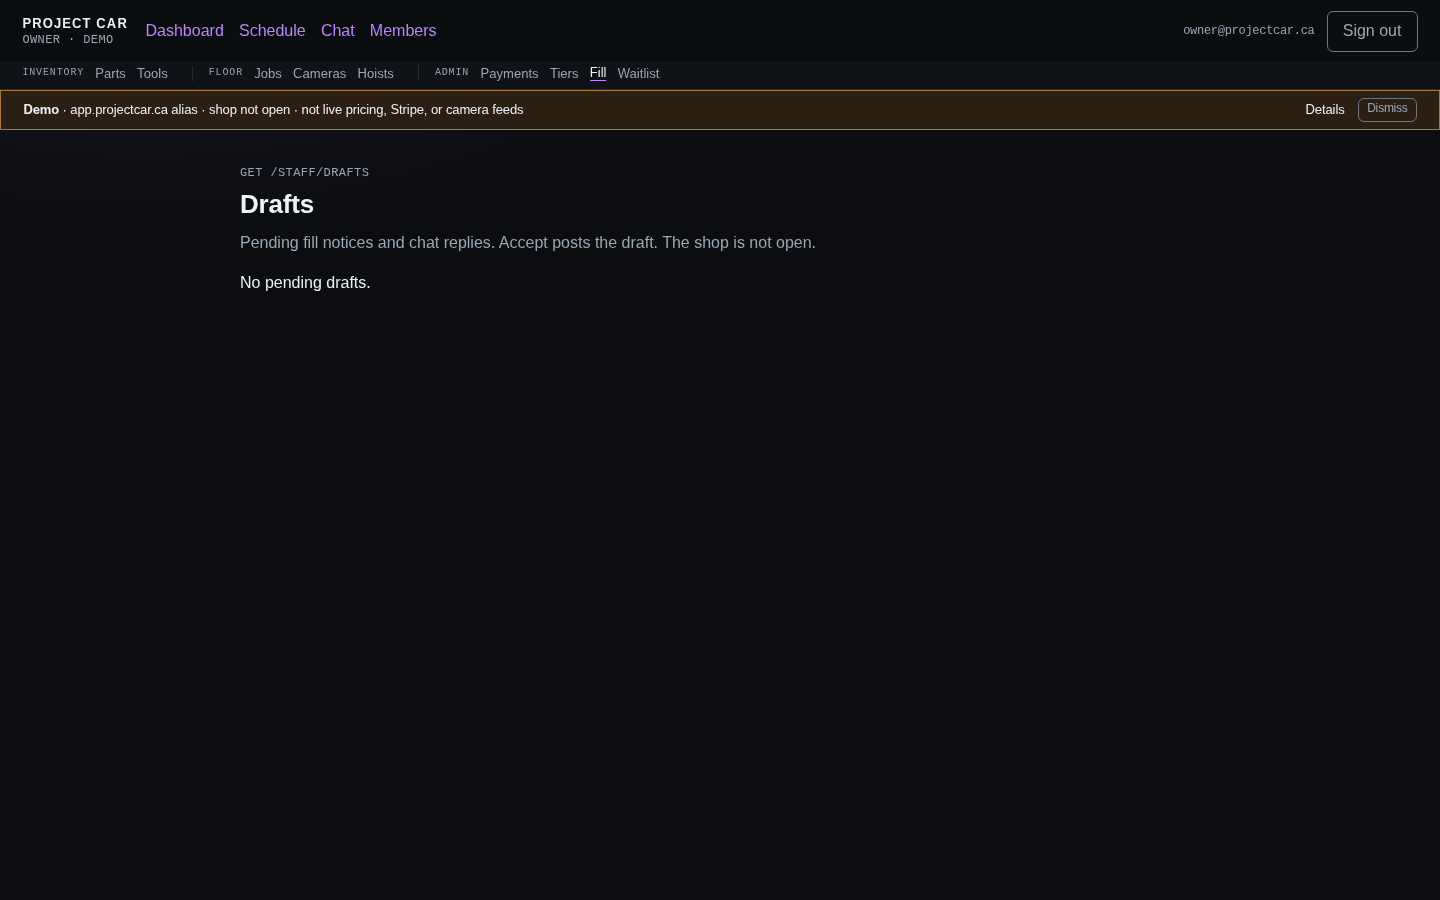 PROJECT CAR
OWNER · DEMO
Dashboard Schedule Chat Members
owner@projectcar.ca
Sign out
INVENTORY Parts Tools FLOOR Jobs Cameras Hoists ADMIN Payments Tiers Fill Waitlist
Demo · app.projectcar.ca alias · shop not open · not live pricing, Stripe, or camera feeds
Details
Dismiss
GET /STAFF/DRAFTS
Drafts
Pending fill notices and chat replies. Accept posts the draft. The shop is not open.
No pending drafts.